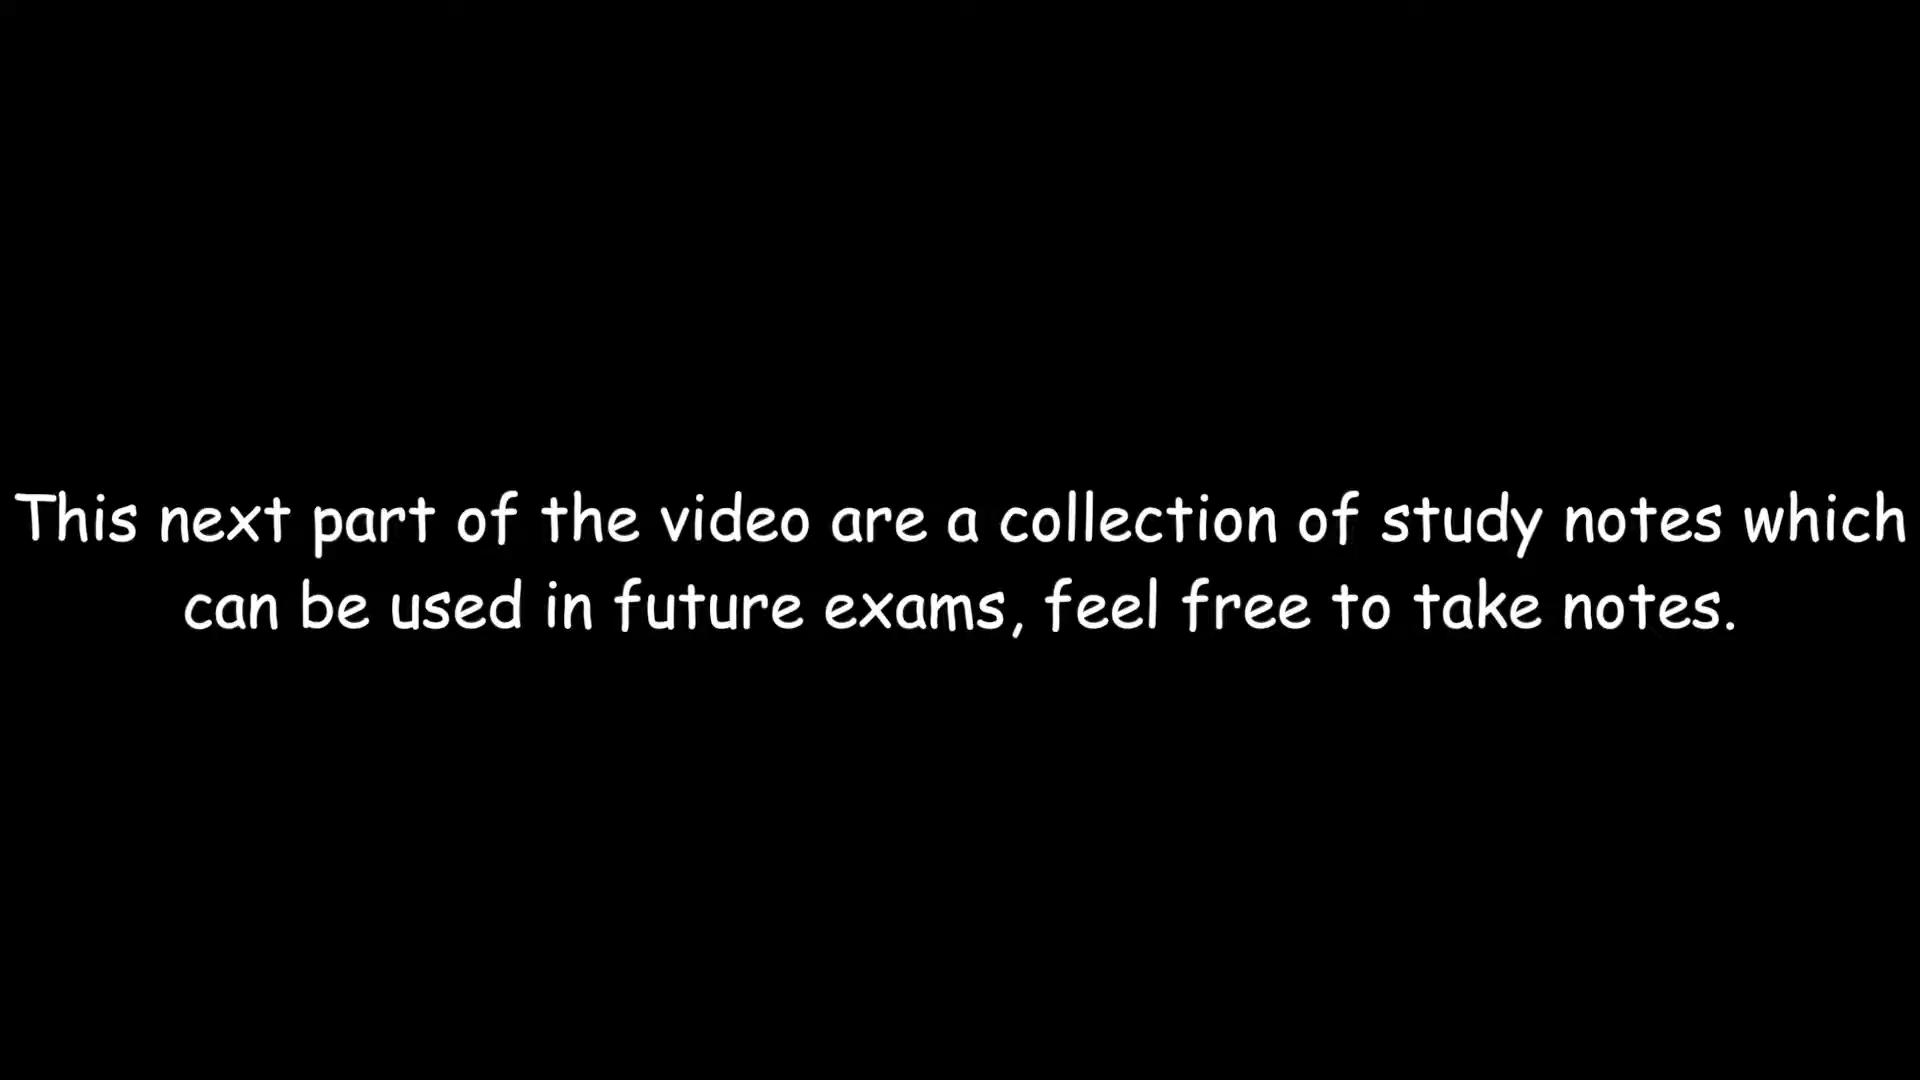 This next part of the video are a collection of study notes which
can be used in future exams, feel free to take notes.